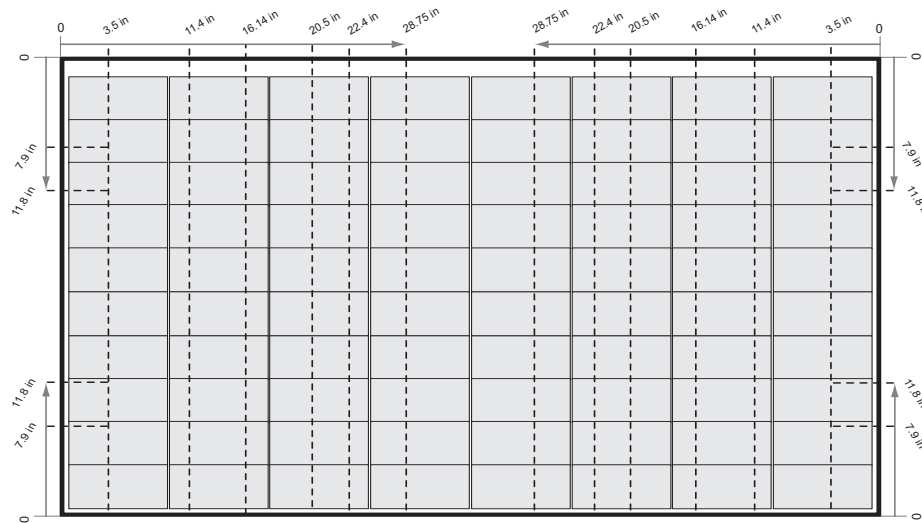 0
3.5 in
11.4 in
16.14 in
20.5 in
22.4 in
28.75 in
28.75 in
22.4 in
20.5 in
16.14 in
11.4 in
3.5 in
0
0
0
7.9 in
7.9 in
11.8 in
11.8 i
11.8 in
11.8 in
7.9 in
7.9 in
0
0